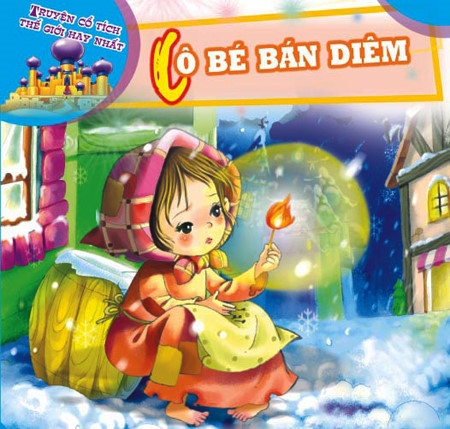 TRUYỆN CỔ TÍCH
THẾ GIỚI HAY NHẤT
CÔ BÉ BÁN DIÊM